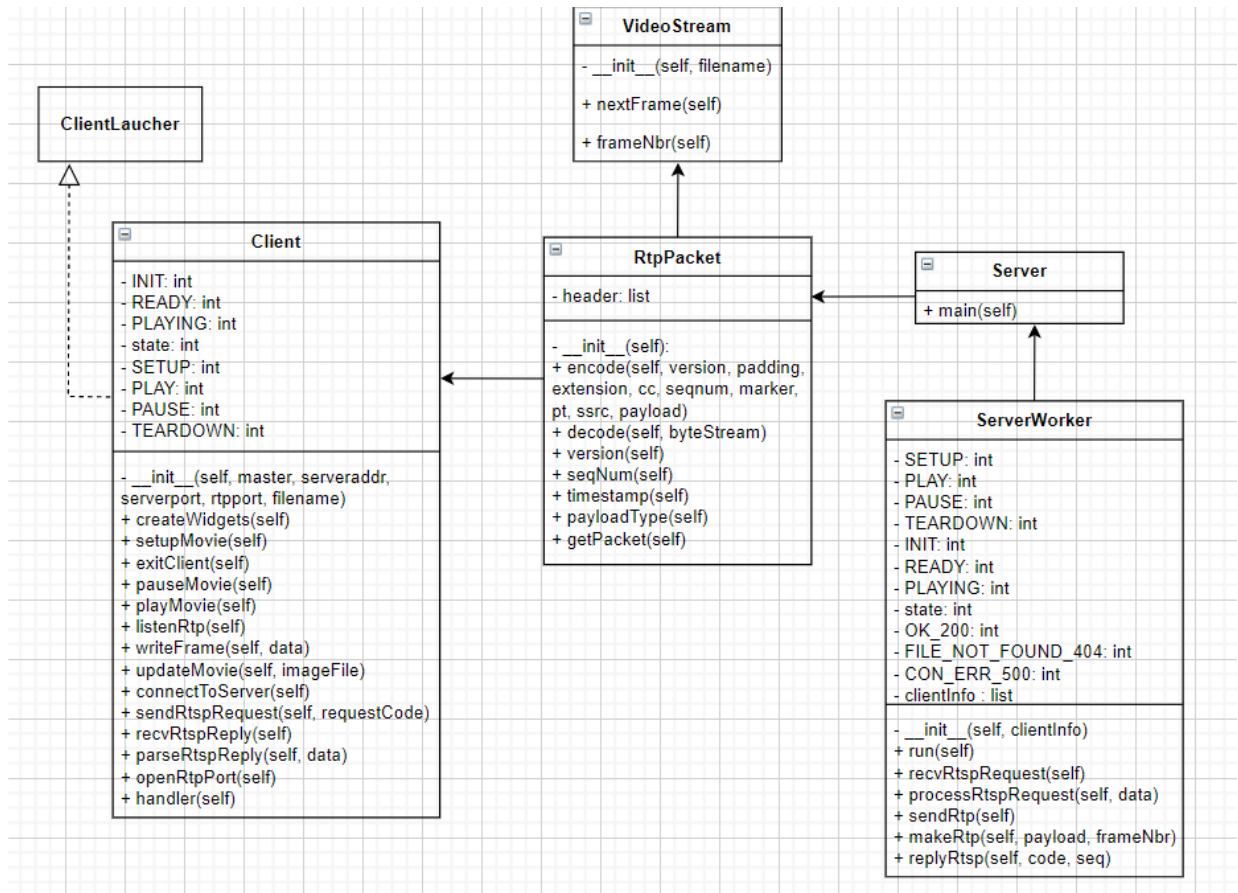 VideoStream
- __init__(self, filename)
+ nextFrame(self)
+ frameNbr(self)
ClientLaucher
Client
- INIT: int
- READY: int
- PLAYING: int
- state: int
- SETUP: int
- PLAY: int
- PAUSE: int
- TEARDOWN: int
- __init__(self, master, serveraddr,
serverport, rtpport, filename)
+ createWidgets(self)
+ setupMovie(self)
+ exitClient(self)
+ pauseMovie(self)
+ playMovie(self)
+ listenRtp(self)
+ writeFrame(self, data)
+ updateMovie(self, imageFile)
+ connectToServer(self)
+ sendRtspRequest(self, requestCode)
+ recvRtspReply(self)
+ parseRtspReply(self, data)
+ openRtpPort(self)
+ handler(self)
RtpPacket
- header: list
- __init__(self):
+ encode(self, version, padding,
extension, cc, seqnum, marker,
pt, ssrc, payload)
+ decode(self, byteStream)
+ version(self)
+ seqNum(self)
+ timestamp(self)
+ payloadType(self)
+ getPacket(self)
Server
+ main(self)
ServerWorker
- SETUP: int
- PLAY: int
- PAUSE: int
- TEARDOWN: int
- INIT: int
- READY: int
- PLAYING: int
- state: int
- OK_200: int
- FILE_NOT_FOUND_404: int
- CON_ERR_500: int
- clientInfo : list
- __init__(self, clientInfo)
+ run(self)
+ recvRtspRequest(self)
+ processRtspRequest(self, data)
+ sendRtp(self)
+ makeRtp(self, payload, frameNbr)
+ replyRtsp(self, code, seq)